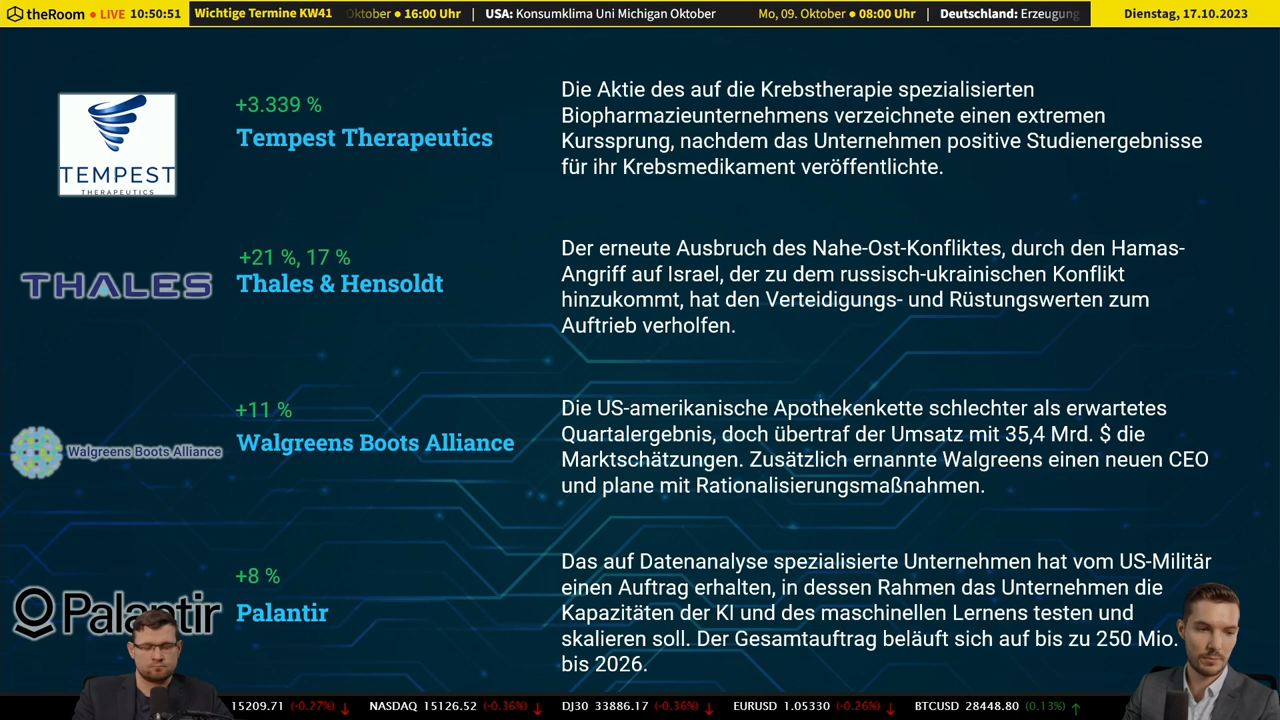 theRoom ● LIVE 10:50:51
Wichtige Termine KW41
Oktober ● 16:00 Uhr | USA: Konsumklima Uni Michigan Oktober Mo, 09. Oktober ● 08:00 Uhr | Deutschland: Erzeugung
Dienstag, 17.10.2023
TEMPEST
THERAPEUTICS
+3.339 %
Tempest Therapeutics
Die Aktie des auf die Krebstherapie spezialisierten
Biopharmazieunternehmens verzeichnete einen extremen
Kurssprung, nachdem das Unternehmen positive Studienergebnisse
für ihr Krebsmedikament veröffentlichte.
THALES
+21 %, 17 %
Thales & Hensoldt
Der erneute Ausbruch des Nahe-Ost-Konfliktes, durch den Hamas-
Angriff auf Israel, der zu dem russisch-ukrainischen Konflikt
hinzukommt, hat den Verteidigungs- und Rüstungswerten zum
Auftrieb verholfen.
Walgreens Boots Alliance
+11 %
Walgreens Boots Alliance
Die US-amerikanische Apothekenkette schlechter als erwartetes
Quartalergebnis, doch übertraf der Umsatz mit 35,4 Mrd. $ die
Marktschätzungen. Zusätzlich ernannte Walgreens einen neuen CEO
und plane mit Rationalisierungsmaßnahmen.
Palantir
+8 %
Palantir
Das auf Datenanalyse spezialisierte Unternehmen hat vom US-Militär
einen Auftrag erhalten, in dessen Rahmen das Unternehmen die
Kapazitäten der KI und des maschinellen Lernens testen und
skalieren soll. Der Gesamtauftrag beläuft sich auf bis zu 250 Mio.
bis 2026.
15209.71 (-0.27%) ↓ NASDAQ 15126.52 (-0.36%) ↓ DJ30 33886.17 (-0.36%) ↓ EURUSD 1.05330 (-0.26%) ↓ BTCUSD 28448.80 (0.13%) ↑